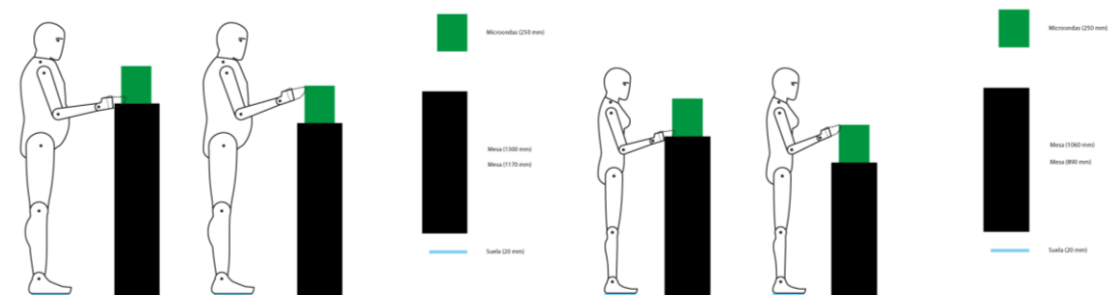 Microondas (250 mm)
Mesa (1300 mm)
Mesa (1170 mm)
Suela (20 mm)
Microondas (250 mm)
Mesa (1060 mm)
Mesa (890 mm)
Suela (20 mm)